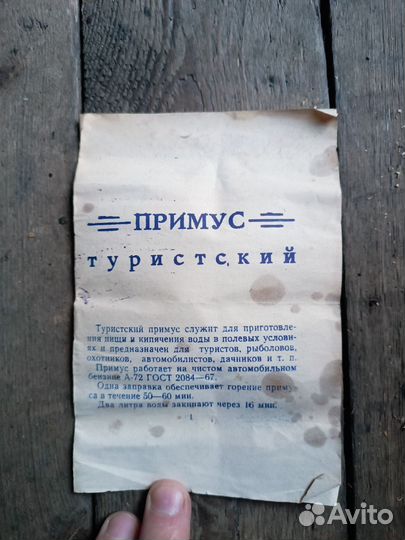 ПРИМУС
туристский
Туристский примус служит для приготовле-
ния пищи и кипячения воды в полевых услови-
ях и предназначен для туристов, рыболовов,
охотников, автомобилистов, дачников и т. п.
Примус работает на чистом автомобильном
бензине А-72 ГОСТ 2084—67.
Одна заправка обеспечивает горение приму-
са в течение 50—60 мин.
Два литра воды закипают через 16 мин.
1
Avito